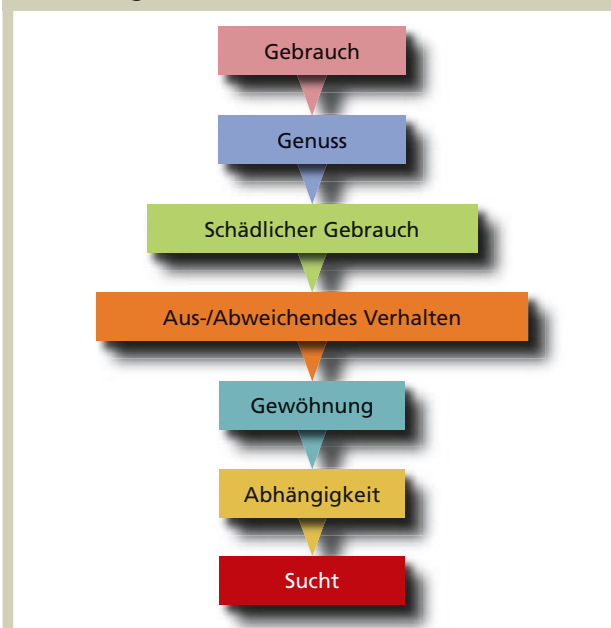 Gebrauch
Genuss
Schädlicher Gebrauch
Aus-/Abweichendes Verhalten
Gewöhnung
Abhängigkeit
Sucht